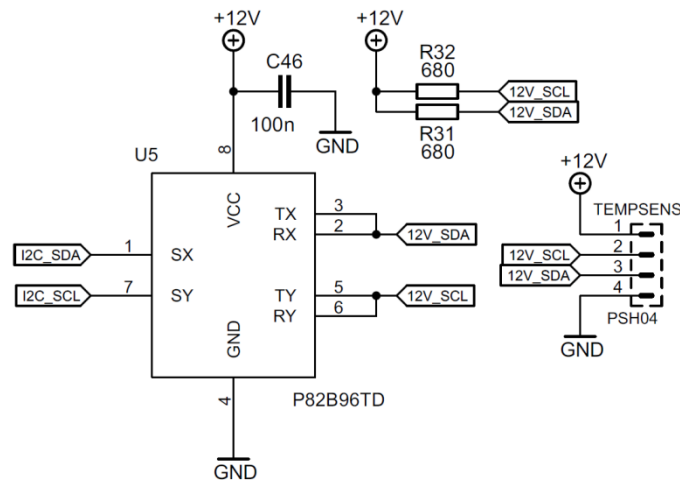 +12V
+12V
C46
100n
GND
R32
680
12V_SCL
12V_SDA
R31
680
U5
8
VCC
I2C_SDA
1
SX
I2C_SCL
7
SY
TX
3
RX
2
12V_SDA
TY
5
12V_SCL
RY
6
GND
4
P82B96TD
GND
+12V
TEMPSENS
1
12V_SCL
2
12V_SDA
3
4
PSH04
GND